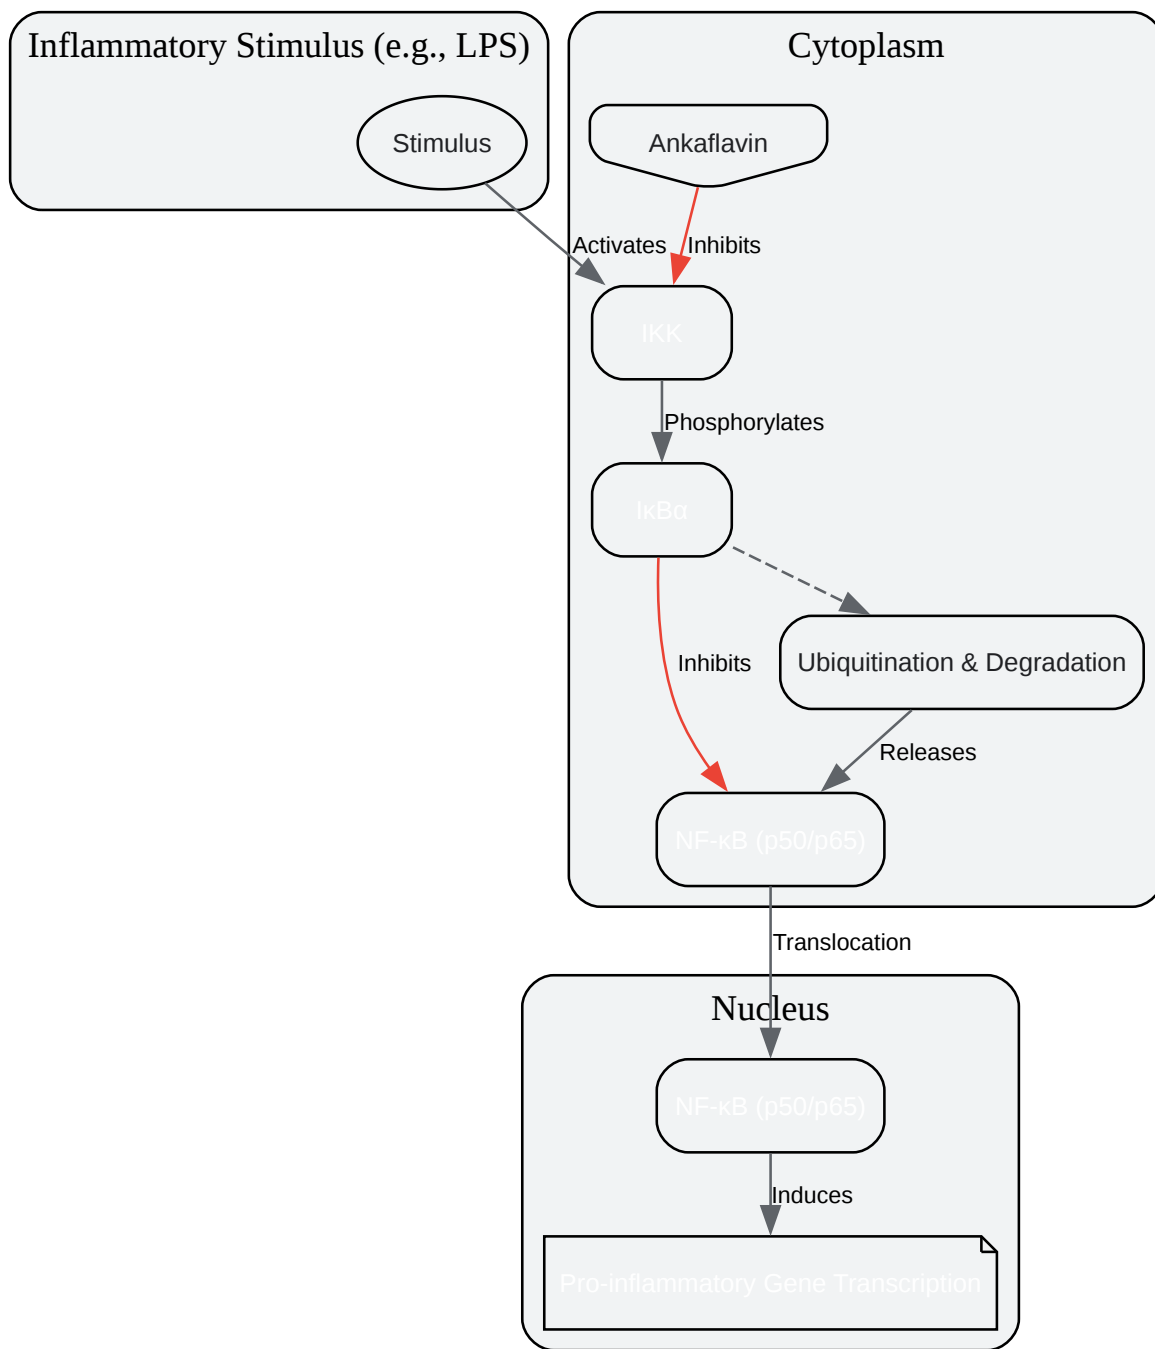 Inflammatory Stimulus (e.g., LPS)
Cytoplasm
Stimulus
Ankaflavin
Activates
Inhibits
IKK
Phosphorylates
IκBα
Inhibits
Ubiquitination & Degradation
Releases
NF-κB (p50/p65)
Translocation
Nucleus
NF-κB (p50/p65)
Induces
Pro-inflammatory Gene Transcription